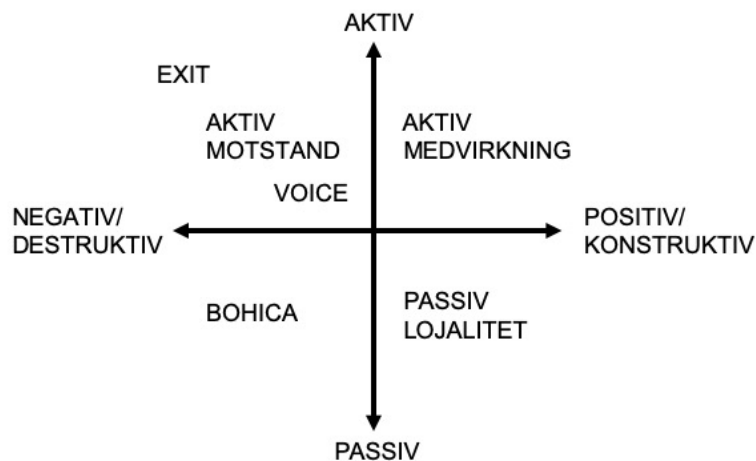 AKTIV
EXIT
AKTIV
MOTSTAND
AKTIV
MEDVIRKNING
VOICE
NEGATIV/
DESTRUKTIV
POSITIV/
KONSTRUKTIV
BOHICA
PASSIV
LOJALITET
PASSIV